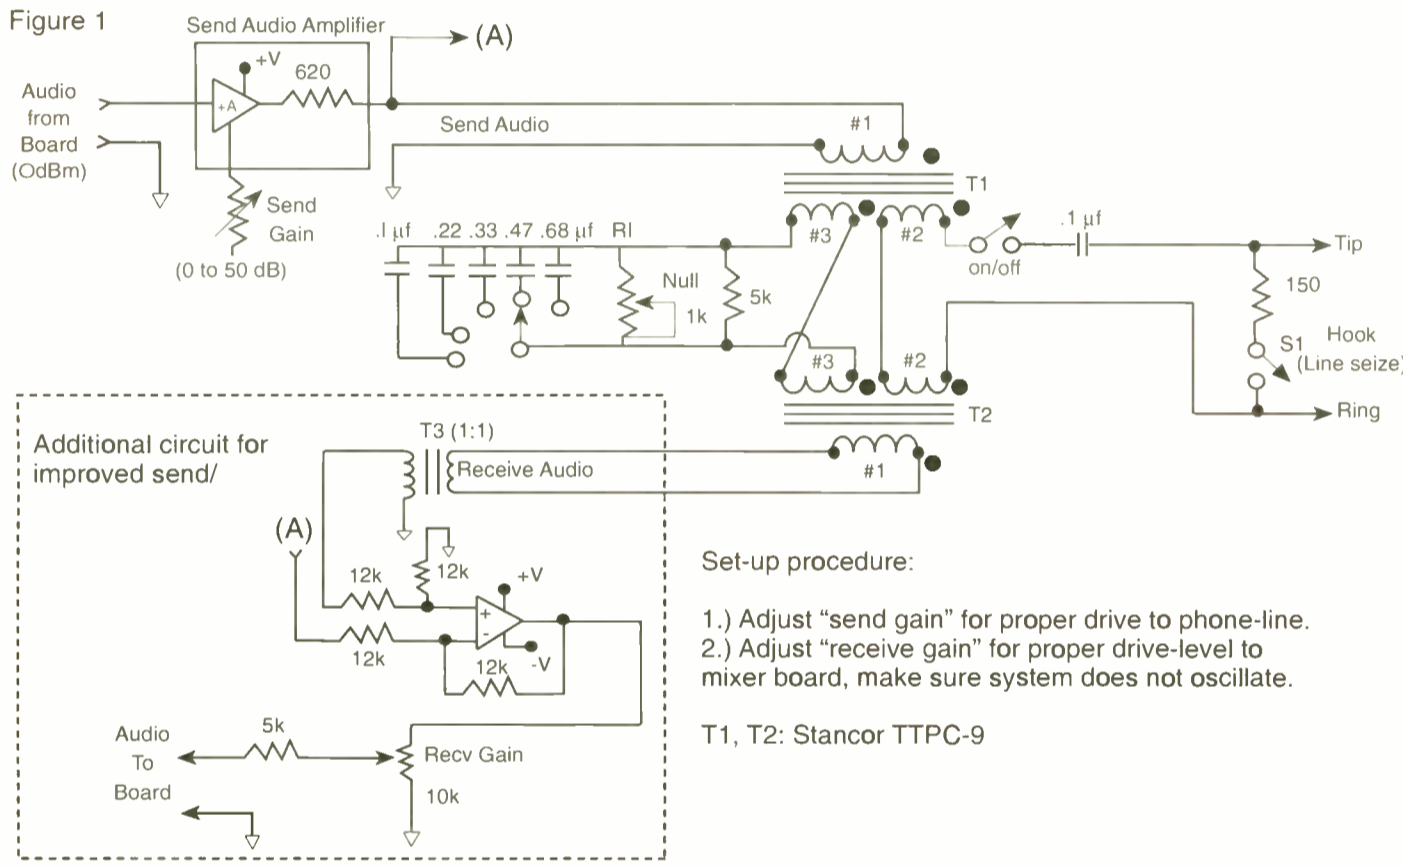 Figure 1
Send Audio Amplifier
(A)
+V
620
+A
Audio
from
Board
(OdBm)
Send Audio
#1
T1
Send
Gain
(0 to 50 dB)
.l µf
.22
.33
.47
.68 µf
RI
#3
#2
on/off
.1 µf
Tip
Null
1k
5k
150
S1
Hook
(Line seize)
#3
#2
T2
Ring
#1
Additional circuit for
improved send/
T3 (1:1)
Receive Audio
(A)
12k
12k
+V
+
-
12k
-V
12k
Audio
To
Board
5k
Recv Gain
10k
Set-up procedure:
1.) Adjust “send gain” for proper drive to phone-line.
2.) Adjust “receive gain” for proper drive-level to
mixer board, make sure system does not oscillate.
T1, T2: Stancor TTPC-9